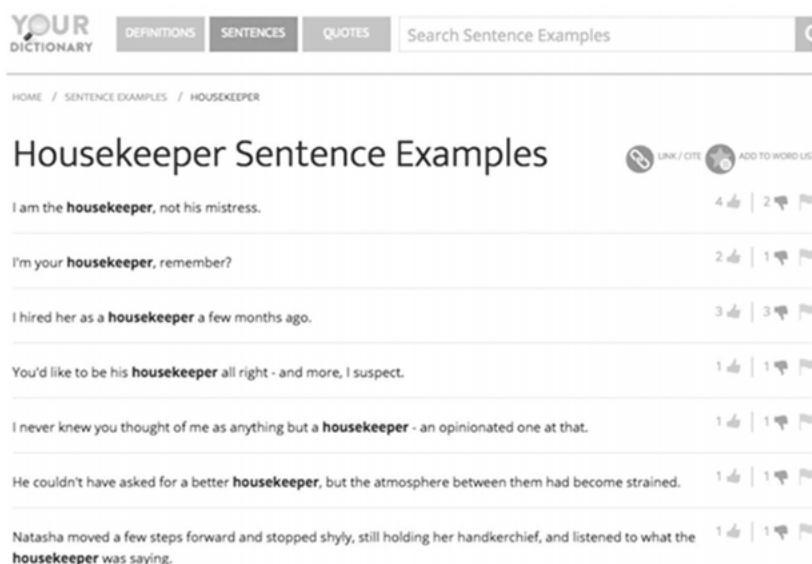 YOUR
DICTIONARY
DEFINITIONS
SENTENCES
QUOTES
Search Sentence Examples
HOME / SENTENCE EXAMPLES / HOUSEKEEPER
Housekeeper Sentence Examples
LINK / CITE
ADD TO WORD LIS
I am the housekeeper, not his mistress.
4 | 2
I'm your housekeeper, remember?
2 | 1
I hired her as a housekeeper a few months ago.
3 | 3
You'd like to be his housekeeper all right - and more, I suspect.
1 | 1
I never knew you thought of me as anything but a housekeeper - an opinionated one at that.
1 | 1
He couldn't have asked for a better housekeeper, but the atmosphere between them had become strained.
1 | 1
Natasha moved a few steps forward and stopped shyly, still holding her handkerchief, and listened to what the
1 | 1
housekeeper was saying.